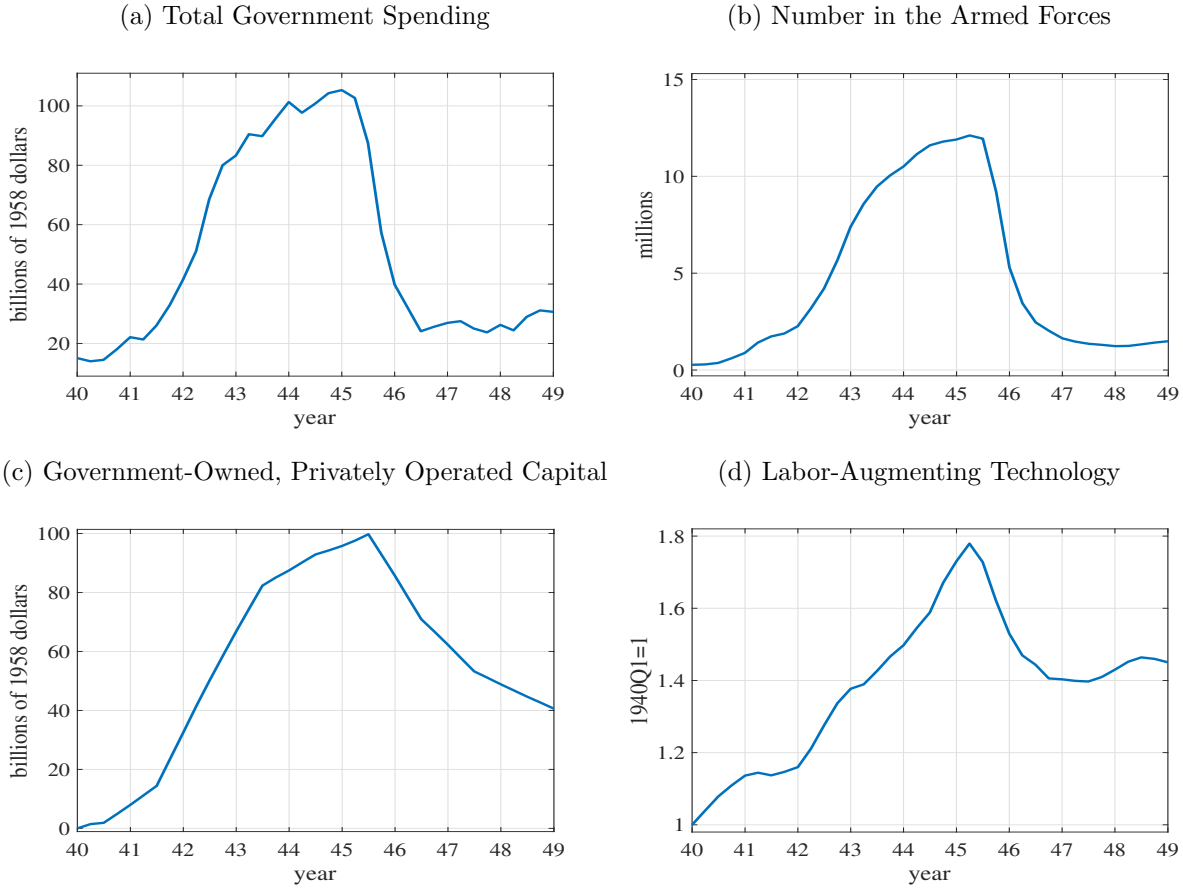 (a) Total Government Spending
billions of 1958 dollars
100
80
60
40
20
40 41 42 43 44 45 46 47 48 49
year
(b) Number in the Armed Forces
millions
15
10
5
0
40 41 42 43 44 45 46 47 48 49
year
(c) Government-Owned, Privately Operated Capital
billions of 1958 dollars
100
80
60
40
20
0
40 41 42 43 44 45 46 47 48 49
year
(d) Labor-Augmenting Technology
1940Q1=1
1.8
1.6
1.4
1.2
1
40 41 42 43 44 45 46 47 48 49
year